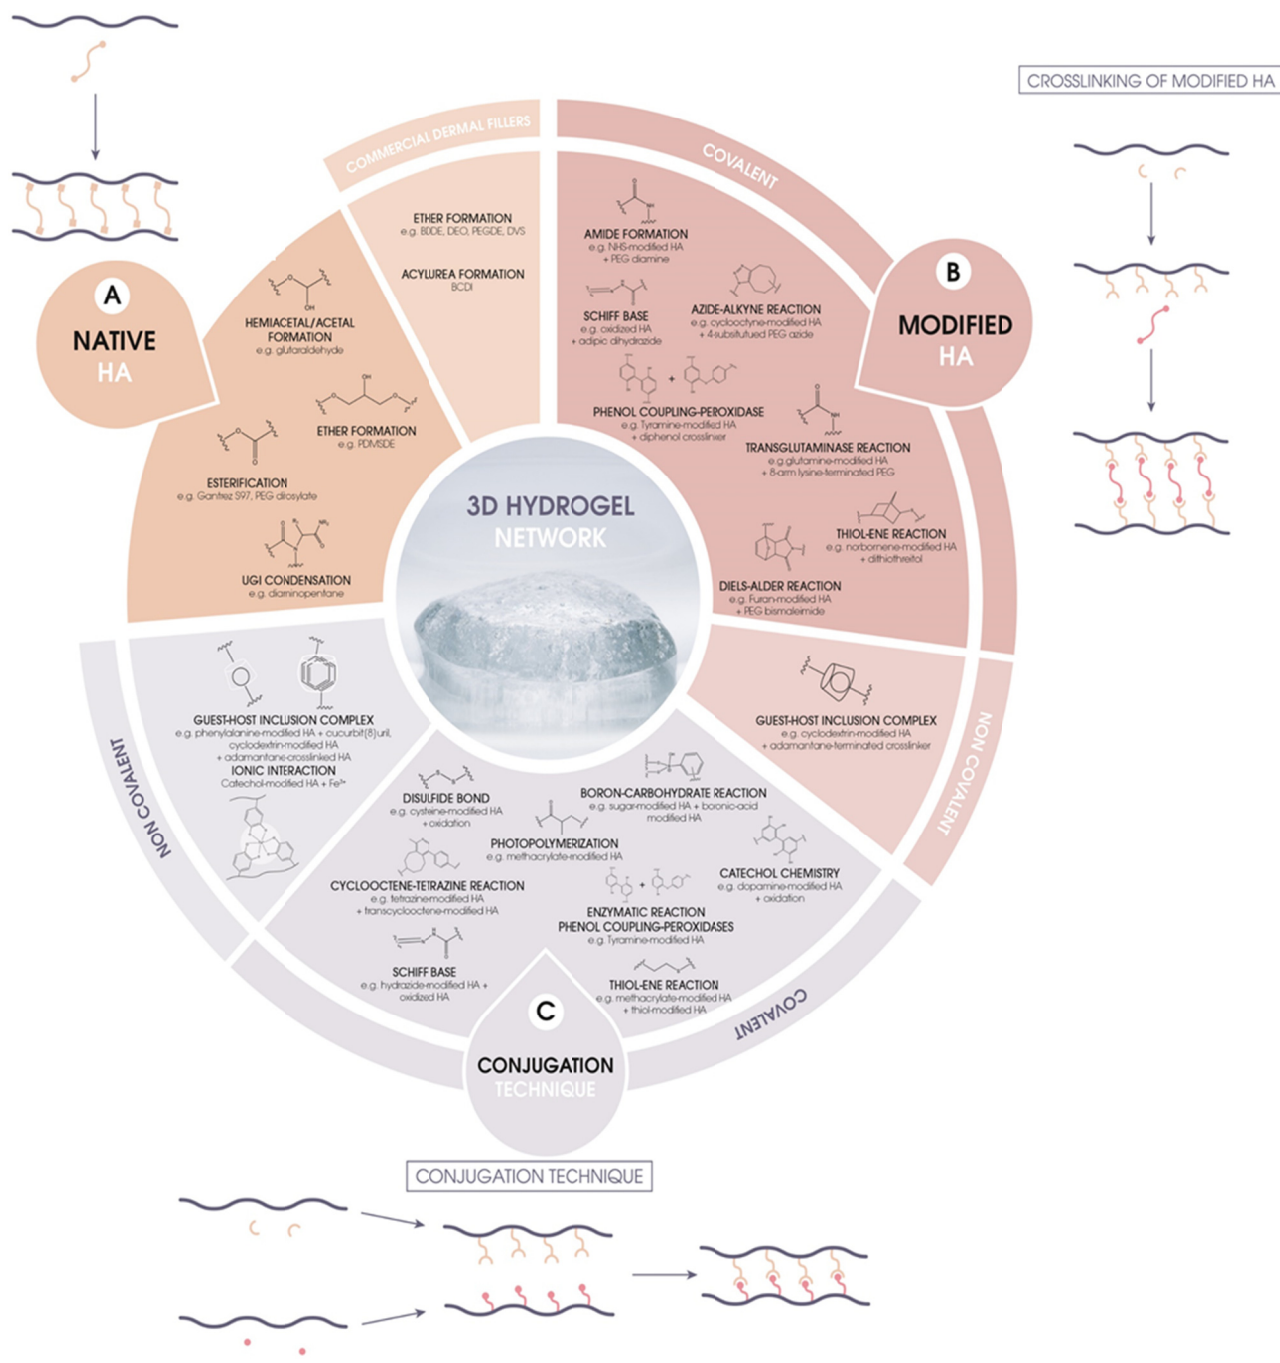 CROSSLINKING OF MODIFIED HA
COMMERCIAL DERMAL FILLERS
COVALENT
A
NATIVE
HA
ETHER FORMATION
e.g. BDDE, DEO, PEGDE, DVS
ACYLUREA FORMATION
BCDI
HEMIACETAL/ACETAL
FORMATION
e.g. glutaraldehyde
ETHER FORMATION
e.g. PDMSDE
ESTERIFICATION
e.g. Gantrez S97, PEG diosylate
UGI CONDENSATION
e.g. diaminopentane
B
MODIFIED
HA
AMIDE FORMATION
e.g. NHS-modified HA
+ PEG diamine
SCHIFF BASE
e.g. oxidized HA
+ adipic dihydrazide
AZIDE-ALKYNE REACTION
e.g. cyclooctyne-modified HA
+ 4-subsitutued PEG azide
PHENOL COUPLING-PEROXIDASE
e.g. Tyramine-modified HA
+ diphenol crosslinker
TRANSGLUTAMINASE REACTION
e.g.glutamine-modified HA
+ 8-arm lysine-terminated PEG
THIOL-ENE REACTION
e.g. norbornene-modified HA
+ dithiothreitol
DIELS-ALDER REACTION
e.g. Furan-modified HA
+ PEG bismaleimide
3D HYDROGEL
NETWORK
NON COVALENT
GUEST-HOST INCLUSION COMPLEX
e.g. cyclodextrin-modified HA
+ adamantane-terminated crosslinker
NON COVALENT
GUEST-HOST INCLUSION COMPLEX
e.g. phenylalanine-modified HA + cucurbit(8)uril,
cyclodextrin-modified HA
+ adamantane-crosslinked HA
IONIC INTERACTION
Catechol-modified HA + Fe³⁺
DISULFIDE BOND
e.g. cysteine-modified HA
+ oxidation
BORON-CARBOHYDRATE REACTION
e.g. sugar-modified HA + boonic-acid
modified HA
PHOTOPOLYMERIZATION
e.g. methacrylate-modified HA
CATECHOL CHEMISTRY
e.g. dopamine-modified HA
+ oxidation
CYCLOOCTENE-TETRAZINE REACTION
e.g. tetrazine-modified HA
+ transcyclooctene-modified HA
ENZYMATIC REACTION
PHENOL COUPLING-PEROXIDASES
e.g. Tyramine-modified HA
SCHIFF BASE
e.g. hydrazide-modified HA +
oxidized HA
THIOL-ENE REACTION
e.g. methacrylate-modified HA
+ thiol-modified HA
COVALENT
C
CONJUGATION
TECHNIQUE
CONJUGATION TECHNIQUE